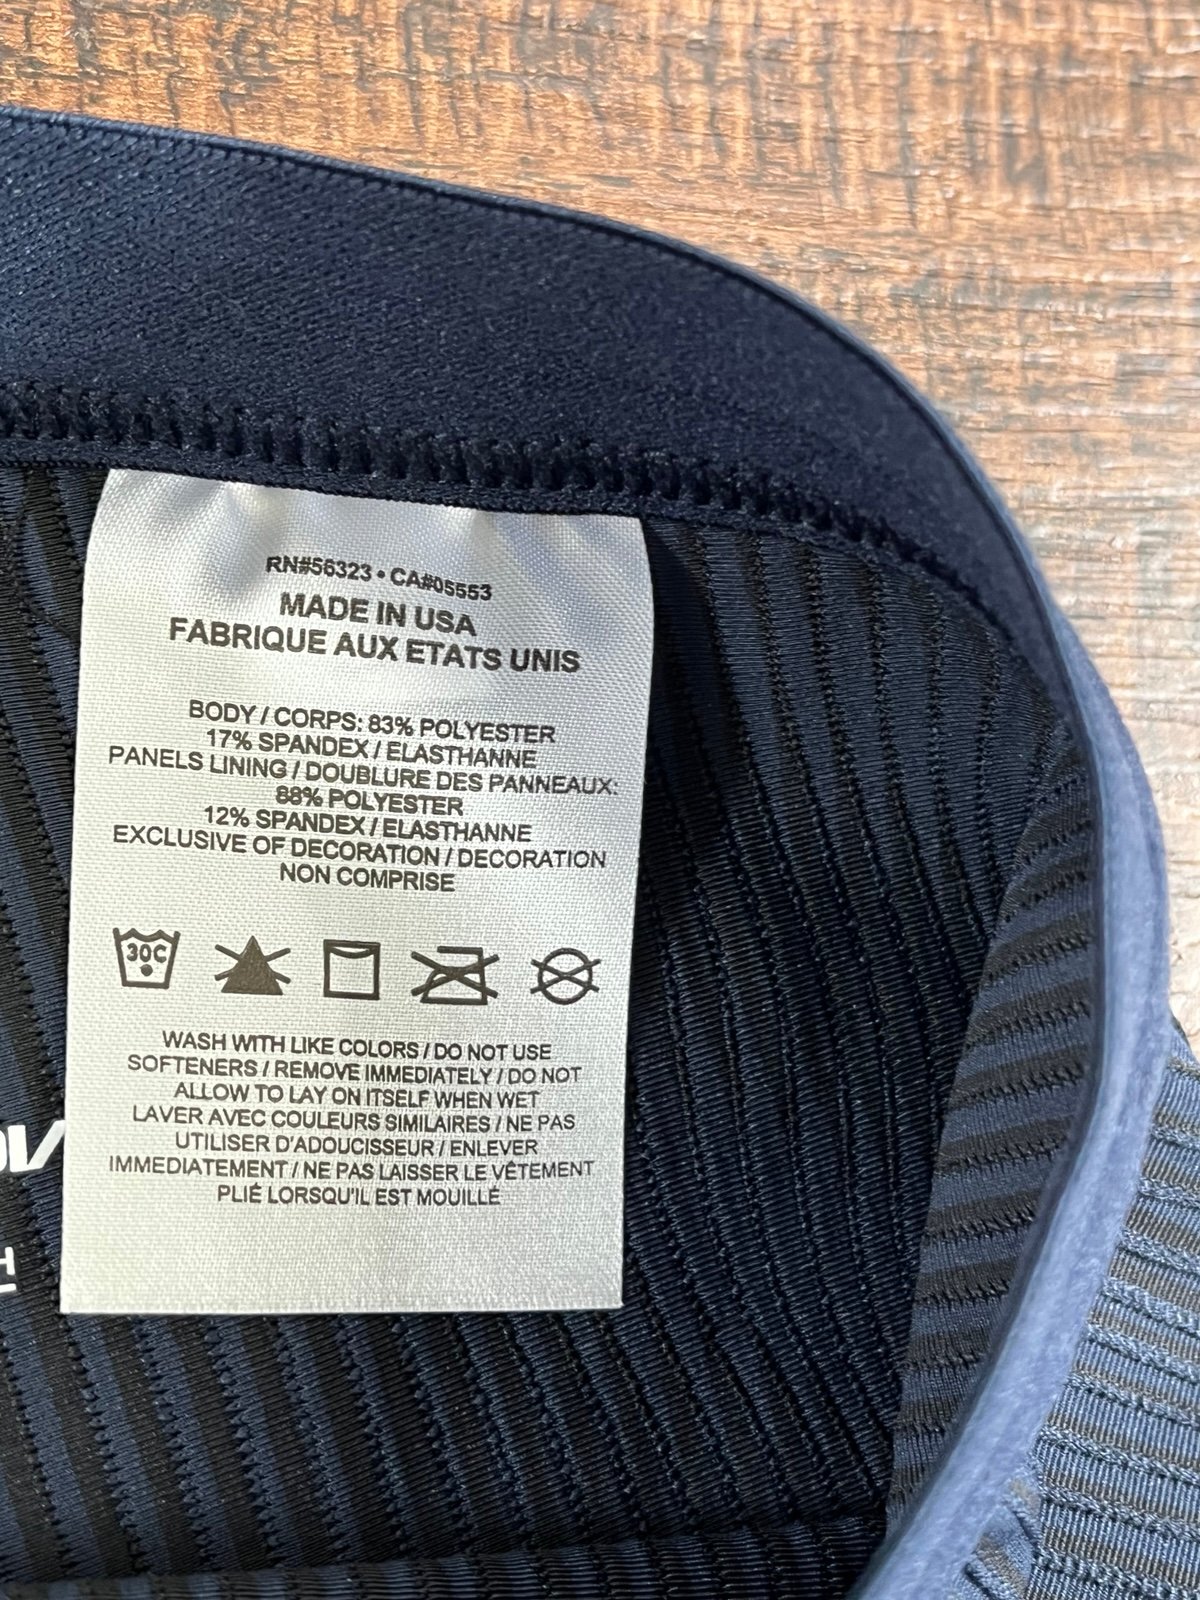 RN#56323 • CA#05553
MADE IN USA
FABRIQUE AUX ETATS UNIS
BODY / CORPS: 83% POLYESTER
17% SPANDEX / ELASTHANNE
PANELS LINING / DOUBLURE DES PANNEAUX:
88% POLYESTER
12% SPANDEX / ELASTHANNE
EXCLUSIVE OF DECORATION / DECORATION
NON COMPRISE
30C
WASH WITH LIKE COLORS / DO NOT USE
SOFTENERS / REMOVE IMMEDIATELY / DO NOT
ALLOW TO LAY ON ITSELF WHEN WET
LAVER AVEC COULEURS SIMILAIRES / NE PAS
UTILISER D'ADOUCISSEUR / ENLEVER
IMMEDIATEMENT / NE PAS LAISSER LE VÊTEMENT
PLIÉ LORSQU'IL EST MOUILLÉ